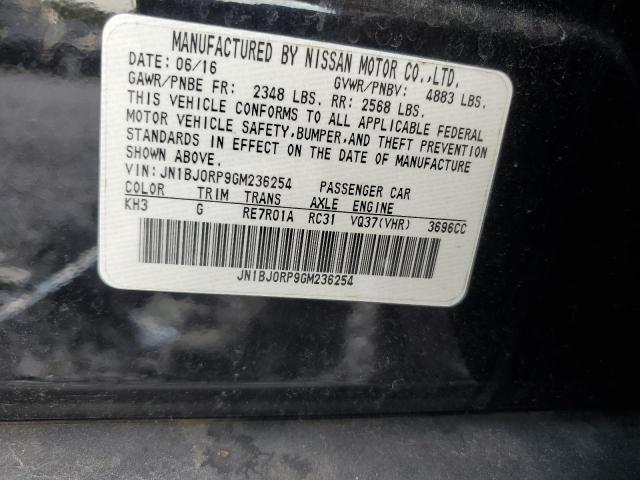 MANUFACTURED BY NISSAN MOTOR CO.,LTD.
DATE: 06/16 GVWR/PNBV: 4883 LBS.
GAWR/PNBE FR: 2348 LBS. RR: 2568 LBS.
THIS VEHICLE CONFORMS TO ALL APPLICABLE FEDERAL
MOTOR VEHICLE SAFETY,BUMPER,AND THEFT PREVENTION
STANDARDS IN EFFECT ON THE DATE OF MANUFACTURE
SHOWN ABOVE.
VIN: JN1BJ0RP9GM236254 PASSENGER CAR
COLOR TRIM TRANS AXLE ENGINE
KH3 G RE7R01A RC31 VQ37(VHR) 3696CC
JN1BJ0RP9GM236254